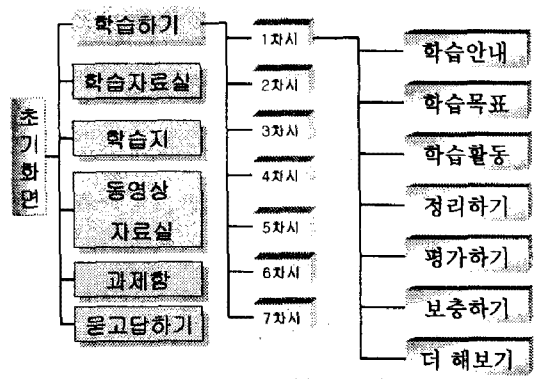 초기화면
학습하기
학습자료실
학습지
동영상
자료실
과제함
묻고답하기
1차시
2차시
3차시
4차시
5차시
6차시
7차시
학습안내
학습목표
학습활동
정리하기
평가하기
보충하기
더 해보기